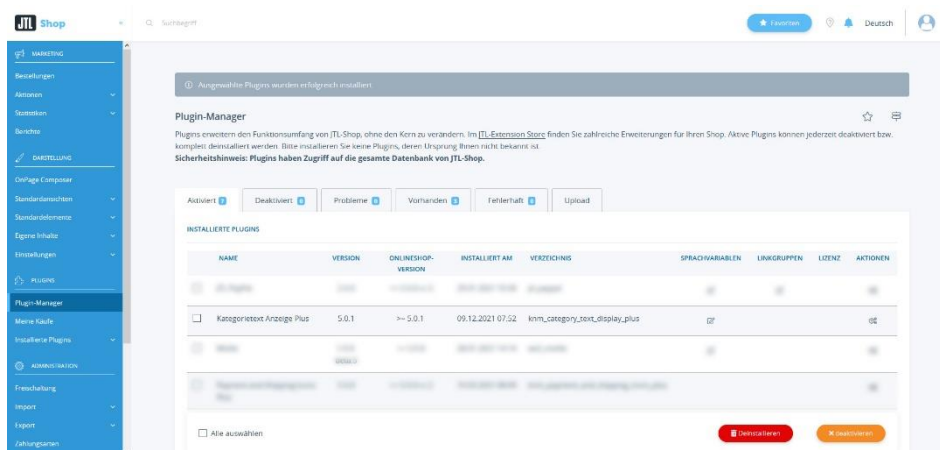 JTL Shop
Suchbegriff
Favoriten
Deutsch
MARKETING
Bestellungen
Aktionen
Statistiken
Berichte
DARSTELLUNG
OnPage Composer
Standardansichten
Standardelemente
Eigene Inhalte
Einstellungen
PLUGINS
Plugin-Manager
Meine Käufe
Installierte Plugins
ADMINISTRATION
Freischaltung
Import
Export
Zahlungsarten
Ausgewählte Plugins wurden erfolgreich installiert
Plugin-Manager
Plugins erweitern den Funktionsumfang von JTL-Shop, ohne den Kern zu verändern. Im JTL-Extension Store finden Sie zahlreiche Erweiterungen für Ihren Shop. Aktive Plugins können jederzeit deaktiviert bzw.
komplett deinstalliert werden. Bitte installieren Sie keine Plugins, deren Ursprung Ihnen nicht bekannt ist.
Sicherheitshinweis: Plugins haben Zugriff auf die gesamte Datenbank von JTL-Shop.
Aktiviert Deaktiviert Probleme Vorhanden Fehlerhaft Upload
INSTALLIERTE PLUGINS
NAME VERSION ONLINESHOP-VERSION INSTALLIERT AM VERZEICHNIS SPRACHVARIABLEN LINKGRUPPEN LIZENZ AKTIONEN
Kategorietext Anzeige Plus 5.0.1 >= 5.0.1 09.12.2021 07:52 knm_category_text_display_plus
Alle auswählen
Deinstallieren
Deaktivieren